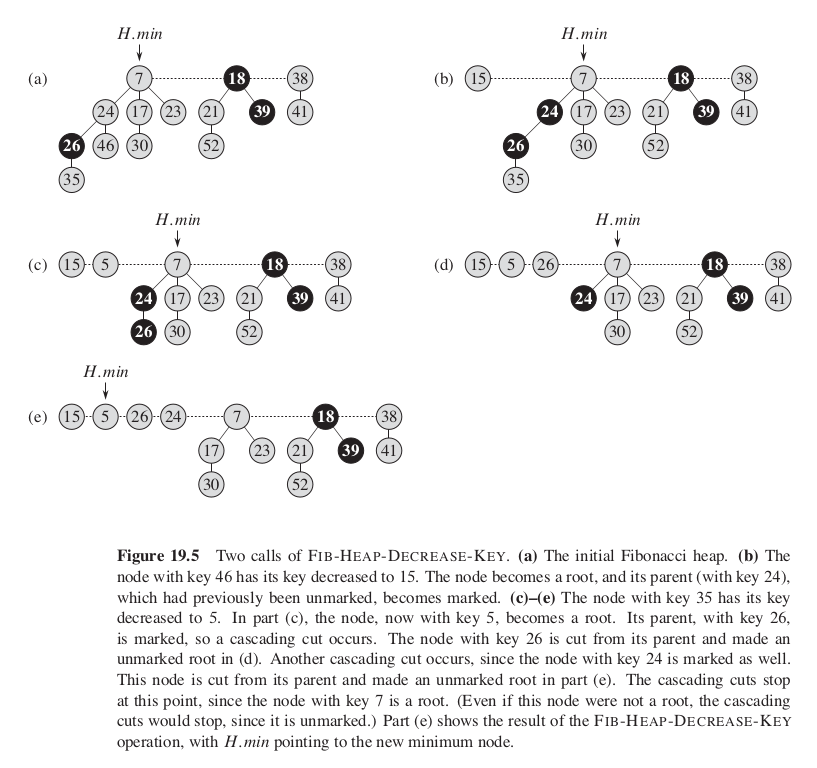 H.min H.min
(a) 7 18 38 (b) 15 7 18 38
24 17 23 21 39 41 24 17 23 21 39 41
26 46 30 52 26 30 52
35 35
H.min H.min
(c) 15 5 7 18 38 (d) 15 5 26 7 18 38
24 17 23 21 39 41 24 17 23 21 39 41
26 30 52 30 52
H.min
(e) 15 5 26 24 7 18 38
17 23 21 39 41
30 52
Figure 19.5 Two calls of FIB-HEAP-DECREASE-KEY. (a) The initial Fibonacci heap. (b) The
node with key 46 has its key decreased to 15. The node becomes a root, and its parent (with key 24),
which had previously been unmarked, becomes marked. (c)–(e) The node with key 35 has its key
decreased to 5. In part (c), the node, now with key 5, becomes a root. Its parent, with key 26,
is marked, so a cascading cut occurs. The node with key 26 is cut from its parent and made an
unmarked root in (d). Another cascading cut occurs, since the node with key 24 is marked as well.
This node is cut from its parent and made an unmarked root in part (e). The cascading cuts stop
at this point, since the node with key 7 is a root. (Even if this node were not a root, the cascading
cuts would stop, since it is unmarked.) Part (e) shows the result of the FIB-HEAP-DECREASE-KEY
operation, with H.min pointing to the new minimum node.